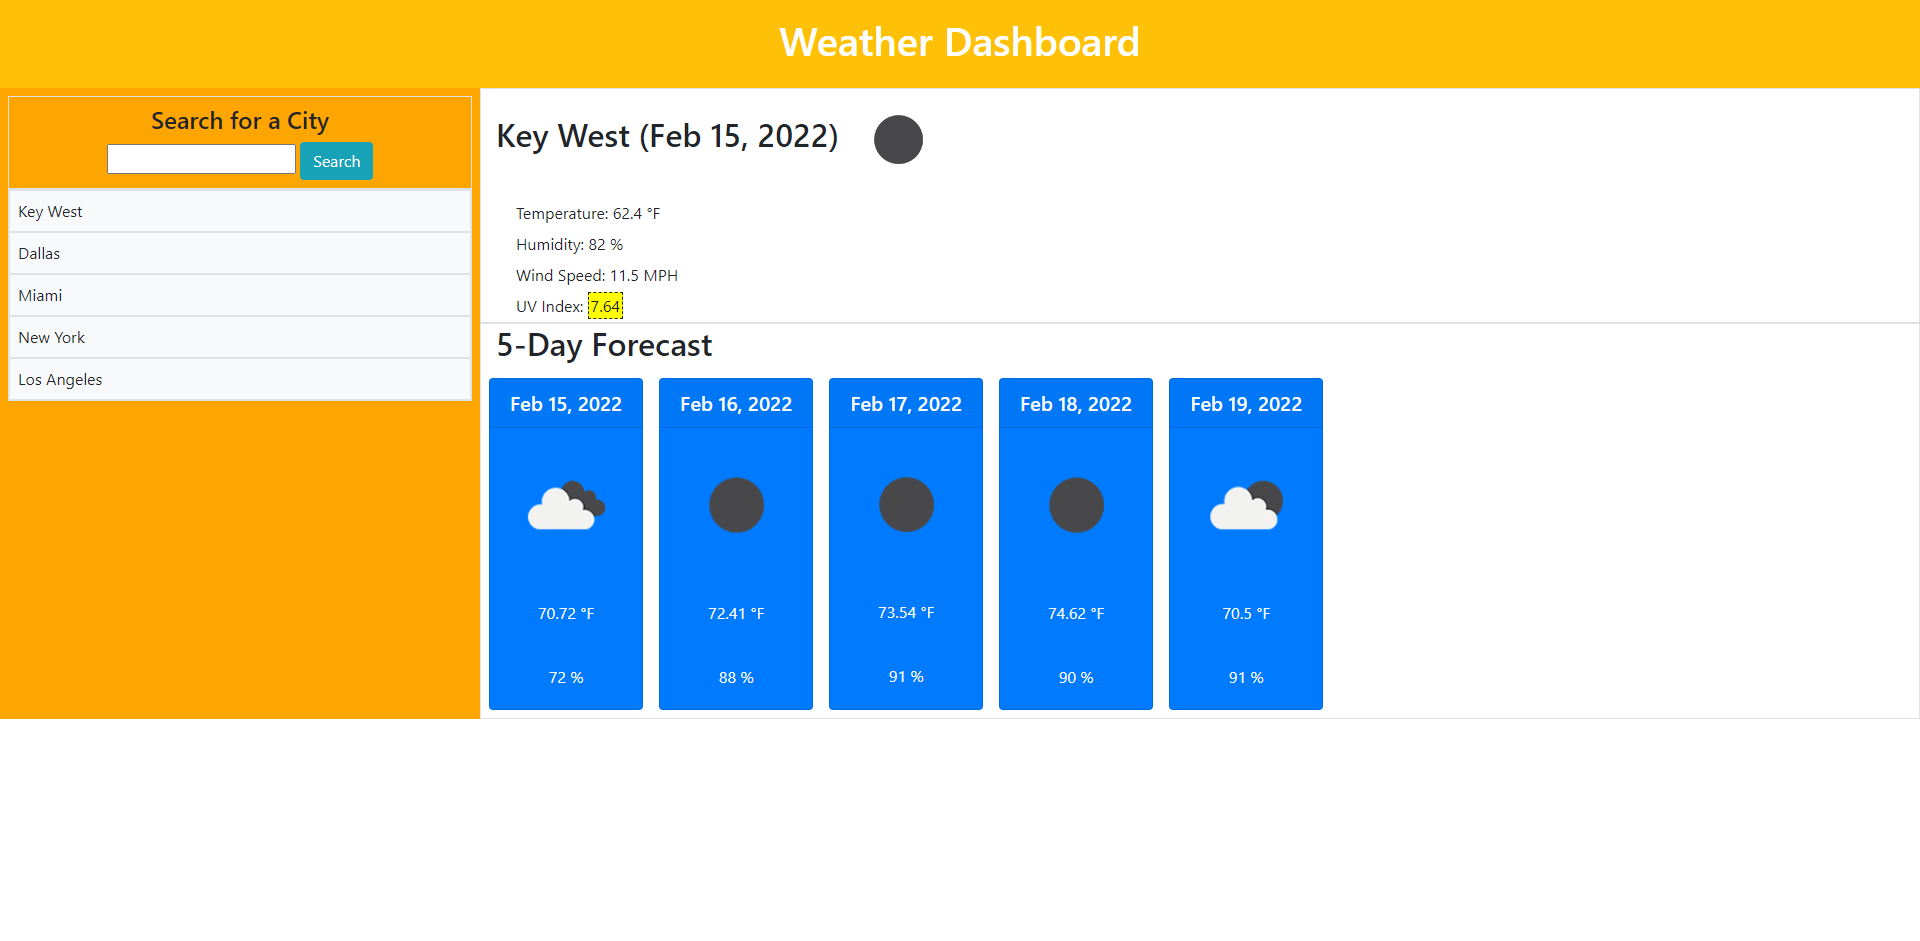 Weather Dashboard
Search for a City
Search
Key West
Dallas
Miami
New York
Los Angeles
Key West (Feb 15, 2022)
Temperature: 62.4 °F
Humidity: 82 %
Wind Speed: 11.5 MPH
UV Index: 7.64
5-Day Forecast
Feb 15, 2022
70.72 °F
72 %
Feb 16, 2022
72.41 °F
88 %
Feb 17, 2022
73.54 °F
91 %
Feb 18, 2022
74.62 °F
90 %
Feb 19, 2022
70.5 °F
91 %